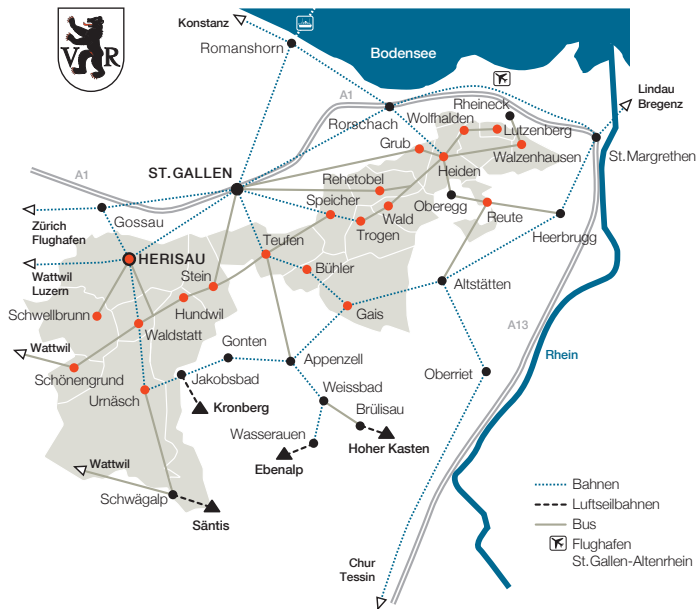 Konstanz
Romanshorn
V R
Bodensee
A1
Rheineck
Lindau
Bregenz
Rorschach
Wolfhalden
Lutzenberg
Grub
Walzenhausen
St.Margrethen
A1
ST.GALLEN
Rehetobel
Heiden
Speicher
Wald
Oberegg
Reute
Gossau
Trogen
Heerbrugg
Zürich
Flughafen
Teufen
HERISAU
Stein
Bühler
Wattwil
Luzern
Altstätten
Hundwil
Gais
Schwellbrunn
Waldstatt
A13
Gonten
Wattwil
Appenzell
Rhein
Schönengrund
Jakobsbad
Oberriet
Urnäsch
Weissbad
Kronberg
Brülisau
Wasserauen
Hoher Kasten
Wattwil
Ebenalp
Schwägalp
Säntis
Bahnen
Luftseilbahnen
Bus
Flughafen
St.Gallen-Altenrhein
Chur
Tessin